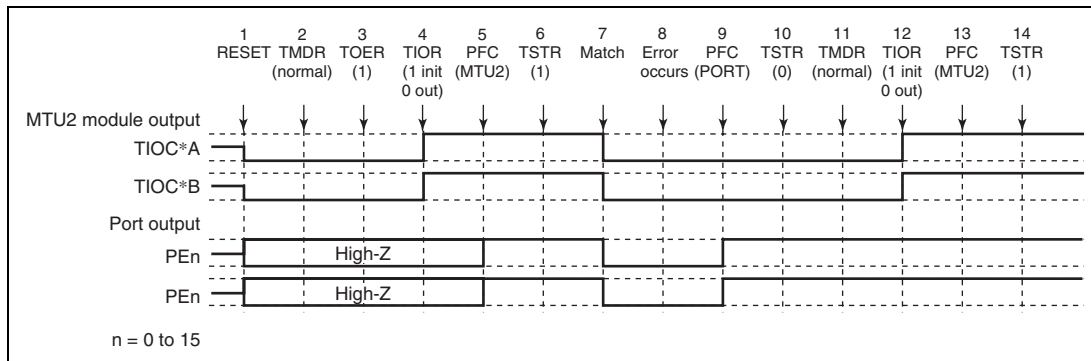 1 2 3 4 5 6 7 8 9 10 11 12 13 14
RESET TMDR TOER TIOR PFC TSTR Match Error PFC TSTR TMDR TIOR PFC TSTR
(normal) (1) (1 init (MTU2) (1) occurs (PORT) (0) (normal) (1 init (MTU2) (1)
0 out) 0 out)
MTU2 module output
TIOC*A
TIOC*B
Port output
PEn High-Z
PEn High-Z
n = 0 to 15